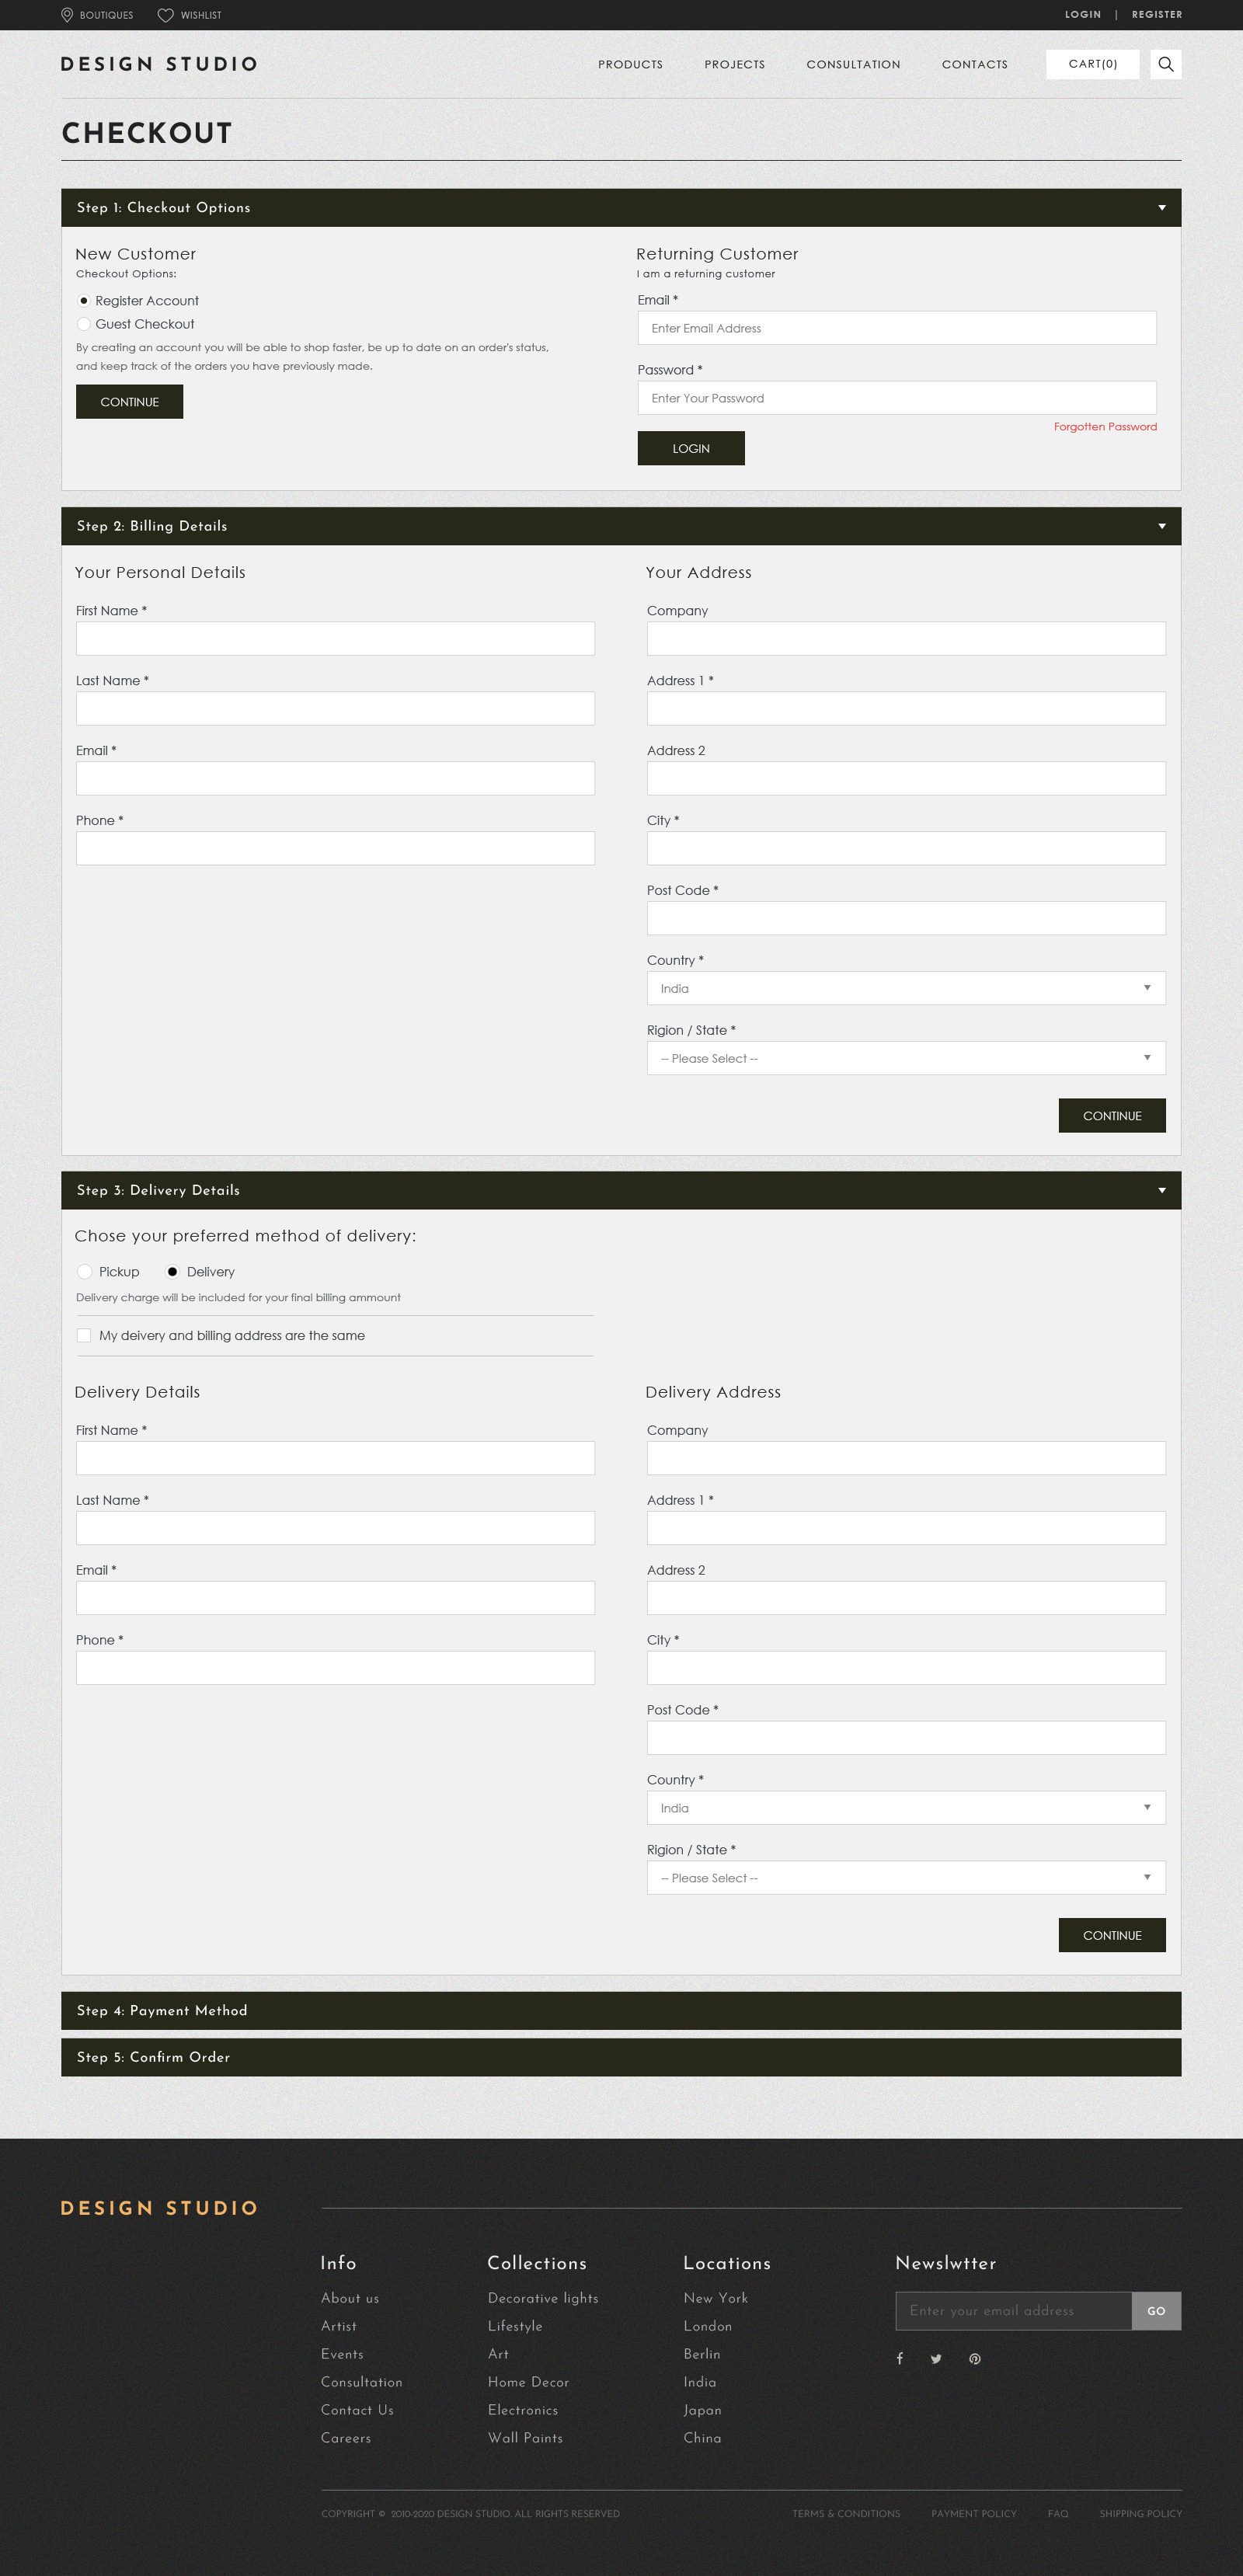 BOUTIQUES WISHLIST LOGIN | REGISTER
DESIGN STUDIO PRODUCTS PROJECTS CONSULTATION CONTACTS CART(0)
CHECKOUT
Step 1: Checkout Options
New Customer
Checkout Options:
Register Account
Guest Checkout
By creating an account you will be able to shop faster, be up to date on an order's status,
and keep track of the orders you have previously made.
CONTINUE
Returning Customer
I am a returning customer
Email *
Enter Email Address
Password *
Enter Your Password
Forgotten Password
LOGIN
Step 2: Billing Details
Your Personal Details
First Name *
Last Name *
Email *
Phone *
Your Address
Company
Address 1 *
Address 2
City *
Post Code *
Country *
India
Rigion / State *
-- Please Select --
CONTINUE
Step 3: Delivery Details
Chose your preferred method of delivery:
Pickup Delivery
Delivery charge will be included for your final billing ammount
My deivery and billing address are the same
Delivery Details
First Name *
Last Name *
Email *
Phone *
Delivery Address
Company
Address 1 *
Address 2
City *
Post Code *
Country *
India
Rigion / State *
-- Please Select --
CONTINUE
Step 4: Payment Method
Step 5: Confirm Order
DESIGN STUDIO
Info
About us
Artist
Events
Consultation
Contact Us
Careers
Collections
Decorative lights
Lifestyle
Art
Home Decor
Electronics
Wall Paints
Locations
New York
London
Berlin
India
Japan
China
Newslwtter
Enter your email address GO
COPYRIGHT © 2010-2020 DESIGN STUDIO. ALL RIGHTS RESERVED TERMS & CONDITIONS PAYMENT POLICY FAQ SHIPPING POLICY